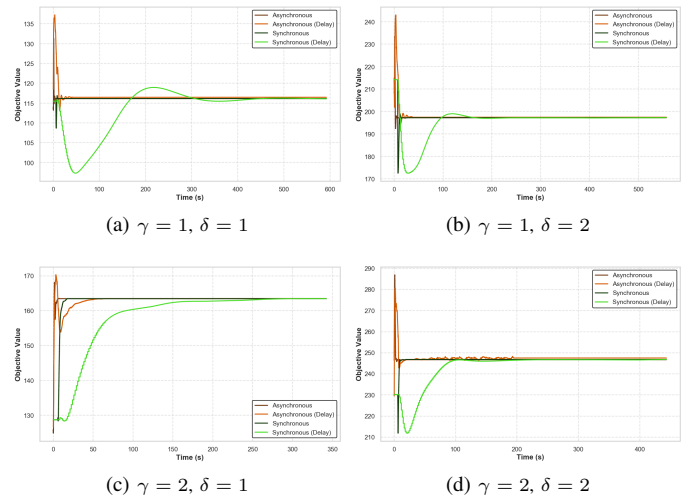 Asynchronous
Asynchronous (Delay)
Synchronous
Synchronous (Delay)
Objective Value
135
130
125
120
115
110
105
100
0 100 200 300 400 500 600
Time (s)
(a) γ = 1, δ = 1
Asynchronous
Asynchronous (Delay)
Synchronous
Synchronous (Delay)
Objective Value
240
230
220
210
200
190
180
170
0 100 200 300 400 500
Time (s)
(b) γ = 1, δ = 2
Asynchronous
Asynchronous (Delay)
Synchronous
Synchronous (Delay)
Objective Value
170
160
150
140
130
0 50 100 150 200 250 300 350
Time (s)
(c) γ = 2, δ = 1
Asynchronous
Asynchronous (Delay)
Synchronous
Synchronous (Delay)
Objective Value
290
280
270
260
250
240
230
220
210
0 100 200 300 400
Time (s)
(d) γ = 2, δ = 2